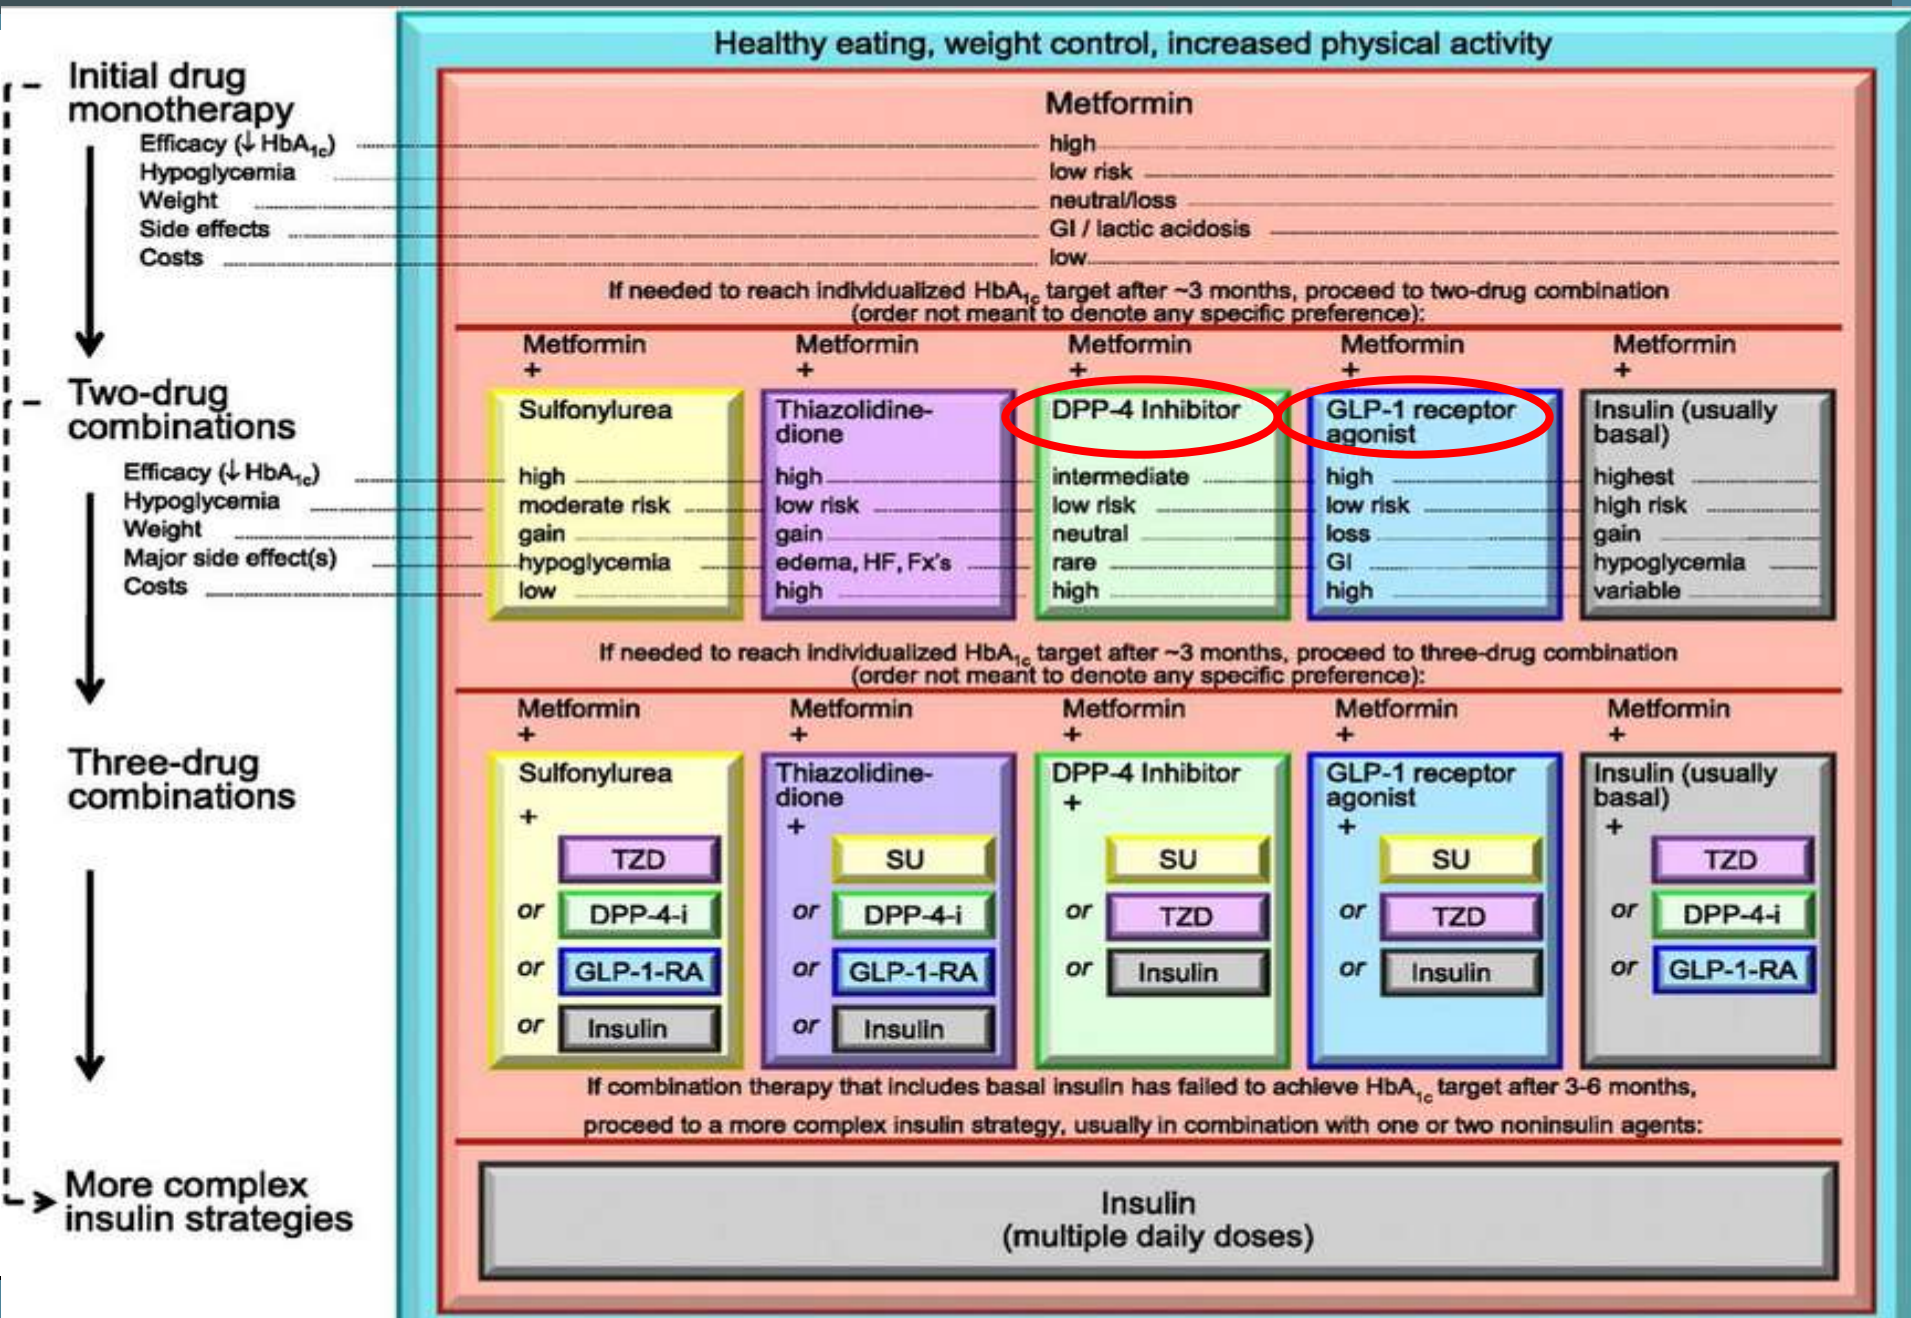 Healthy eating, weight control, increased physical activity
Initial drug
monotherapy
Metformin
Efficacy (↓ HbA1c) high
Hypoglycemia low risk
Weight neutral/loss
Side effects GI / lactic acidosis
Costs low
If needed to reach individualized HbA1c target after ~3 months, proceed to two-drug combination
(order not meant to denote any specific preference):
Metformin Metformin Metformin Metformin Metformin
+ + + + +
Two-drug
combinations
Sulfonylurea Thiazolidine- DPP-4 Inhibitor GLP-1 receptor Insulin (usually
dione agonist basal)
Efficacy (↓ HbA1c) high high intermediate high highest
Hypoglycemia moderate risk low risk low risk low risk high risk
Weight gain gain neutral loss gain
Major side effect(s) hypoglycemia edema, HF, Fx's rare GI hypoglycemia
Costs low high high high variable
If needed to reach individualized HbA1c target after ~3 months, proceed to three-drug combination
(order not meant to denote any specific preference):
Metformin Metformin Metformin Metformin Metformin
+ + + + +
Three-drug
combinations
Sulfonylurea Thiazolidine- DPP-4 Inhibitor GLP-1 receptor Insulin (usually
dione agonist basal)
+ + + + +
TZD SU SU SU TZD
or DPP-4-i or DPP-4-i or TZD or TZD or DPP-4-i
or GLP-1-RA or GLP-1-RA or Insulin or Insulin or GLP-1-RA
or Insulin or Insulin
If combination therapy that includes basal insulin has failed to achieve HbA1c target after 3-6 months,
proceed to a more complex insulin strategy, usually in combination with one or two noninsulin agents:
More complex
insulin strategies
Insulin
(multiple daily doses)